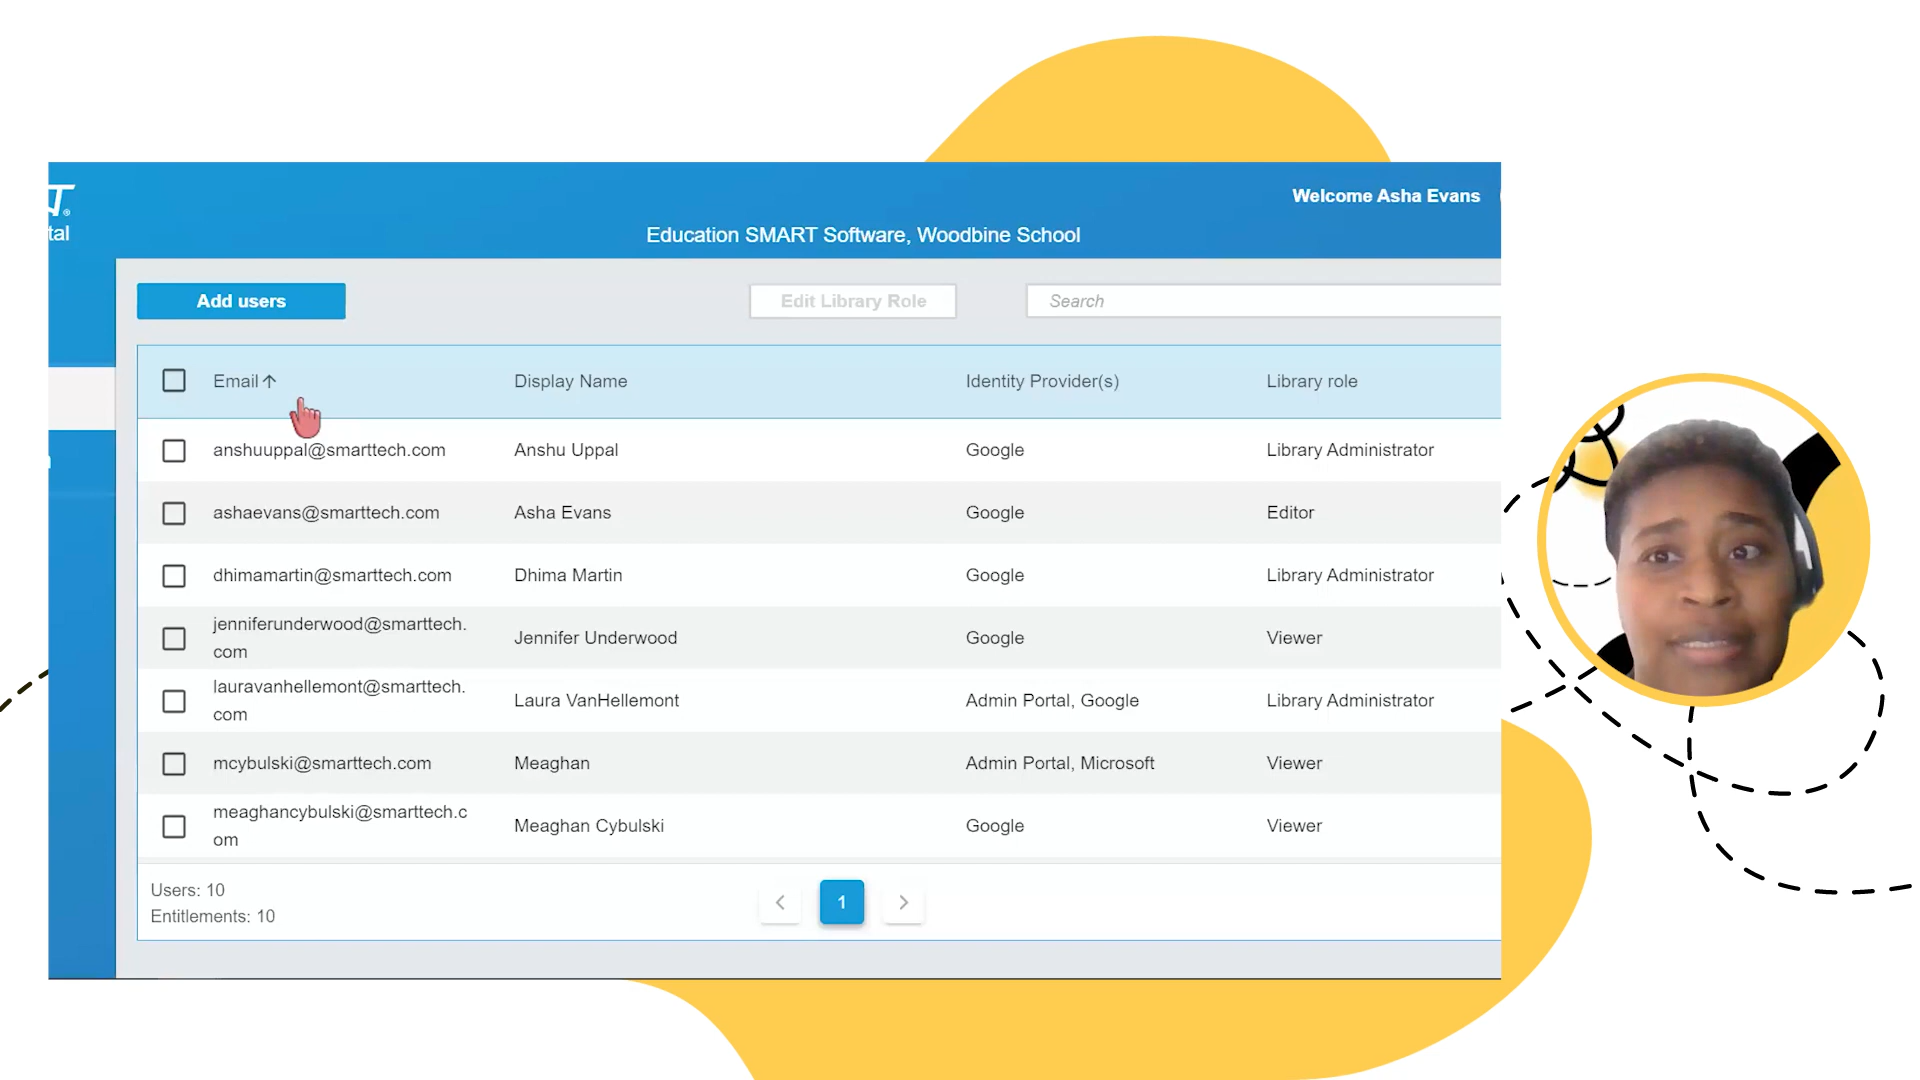 Welcome Asha Evans
tal
Education SMART Software, Woodbine School
Add users
Edit Library Role
Search
Email Display Name Identity Provider(s) Library role
anshuuppal@smarttech.com Anshu Uppal Google Library Administrator
ashaevans@smarttech.com Asha Evans Google Editor
dhimamartin@smarttech.com Dhima Martin Google Library Administrator
jenniferunderwood@smarttech.
com Jennifer Underwood Google Viewer
lauravanhellemont@smarttech.
com Laura VanHellemont Admin Portal, Google Library Administrator
mcybulski@smarttech.com Meaghan Admin Portal, Microsoft Viewer
meaghancybulski@smarttech.c
om Meaghan Cybulski Google Viewer
Users: 10
Entitlements: 10
1